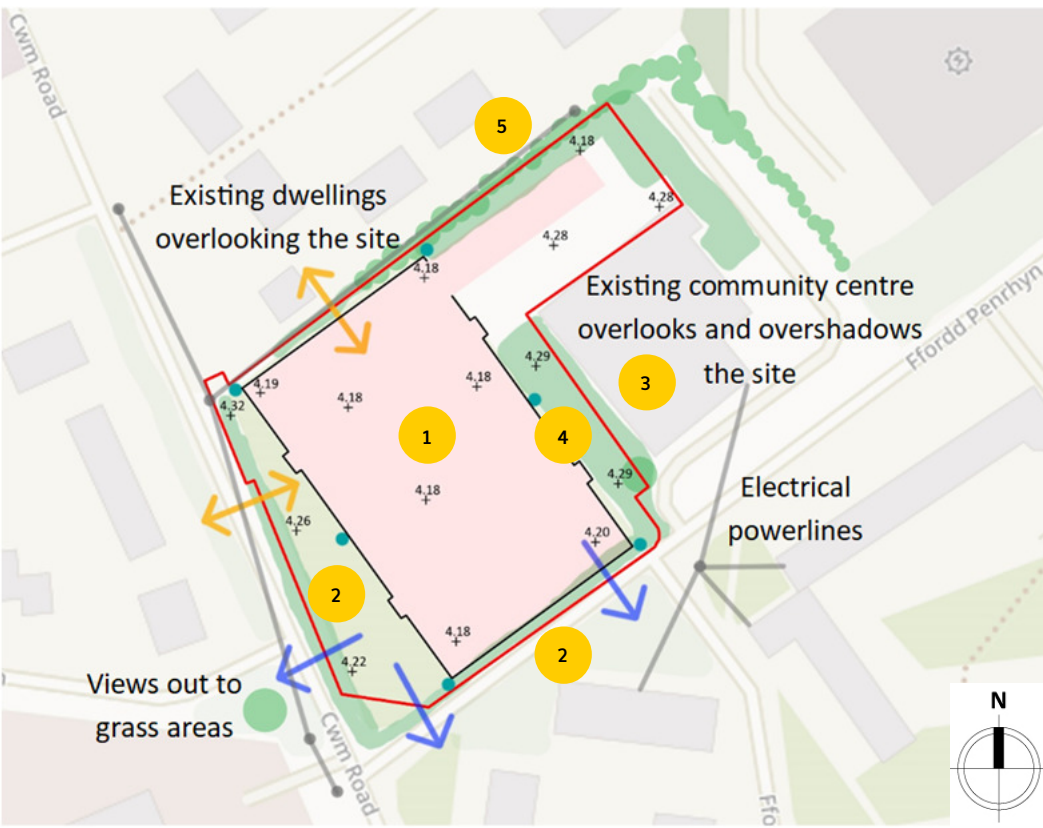 Cwm Road
5
4.18
Existing dwellings
overlooking the site
4.28
4.28
4.18
Existing community centre
overlooks and overshadows
the site
Ffordd Penrhyn
4.29
3
4.19
4.18
4.18
4.32
1
4
4.29
4.18
Electrical
powerlines
4.26
4.20
2
4.18
2
4.22
Views out to
grass areas
N
Cwm Road
Ffo